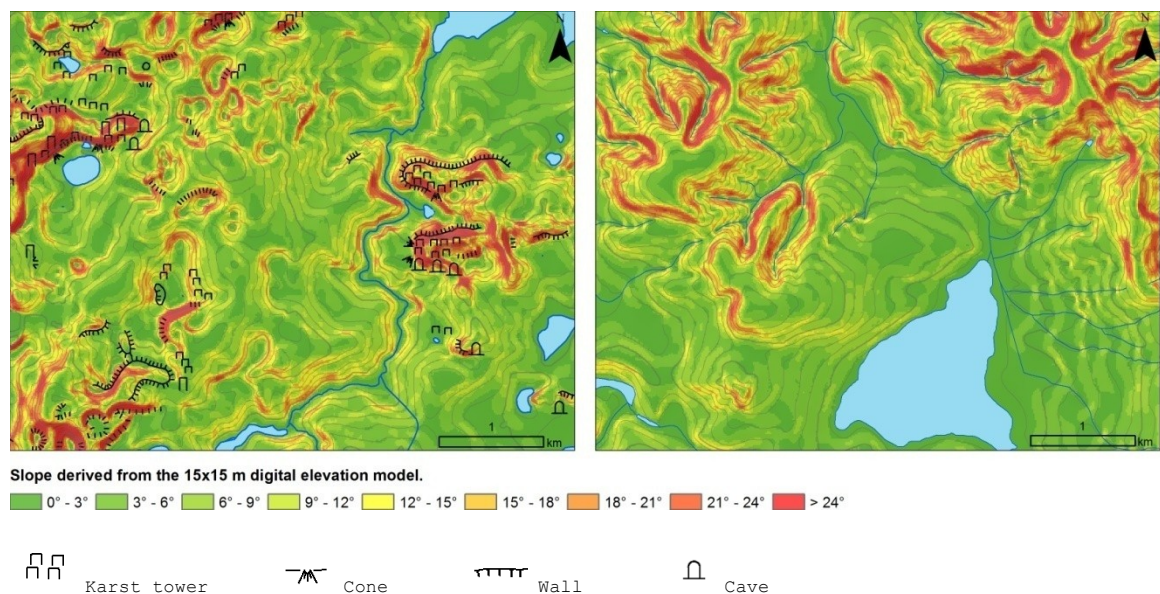 N
N
1
km
1
km
Slope derived from the 15x15 m digital elevation model.
0° - 3° 3° - 6° 6° - 9° 9° - 12° 12° - 15° 15° - 18° 18° - 21° 21° - 24° > 24°
Karst tower Cone Wall Cave